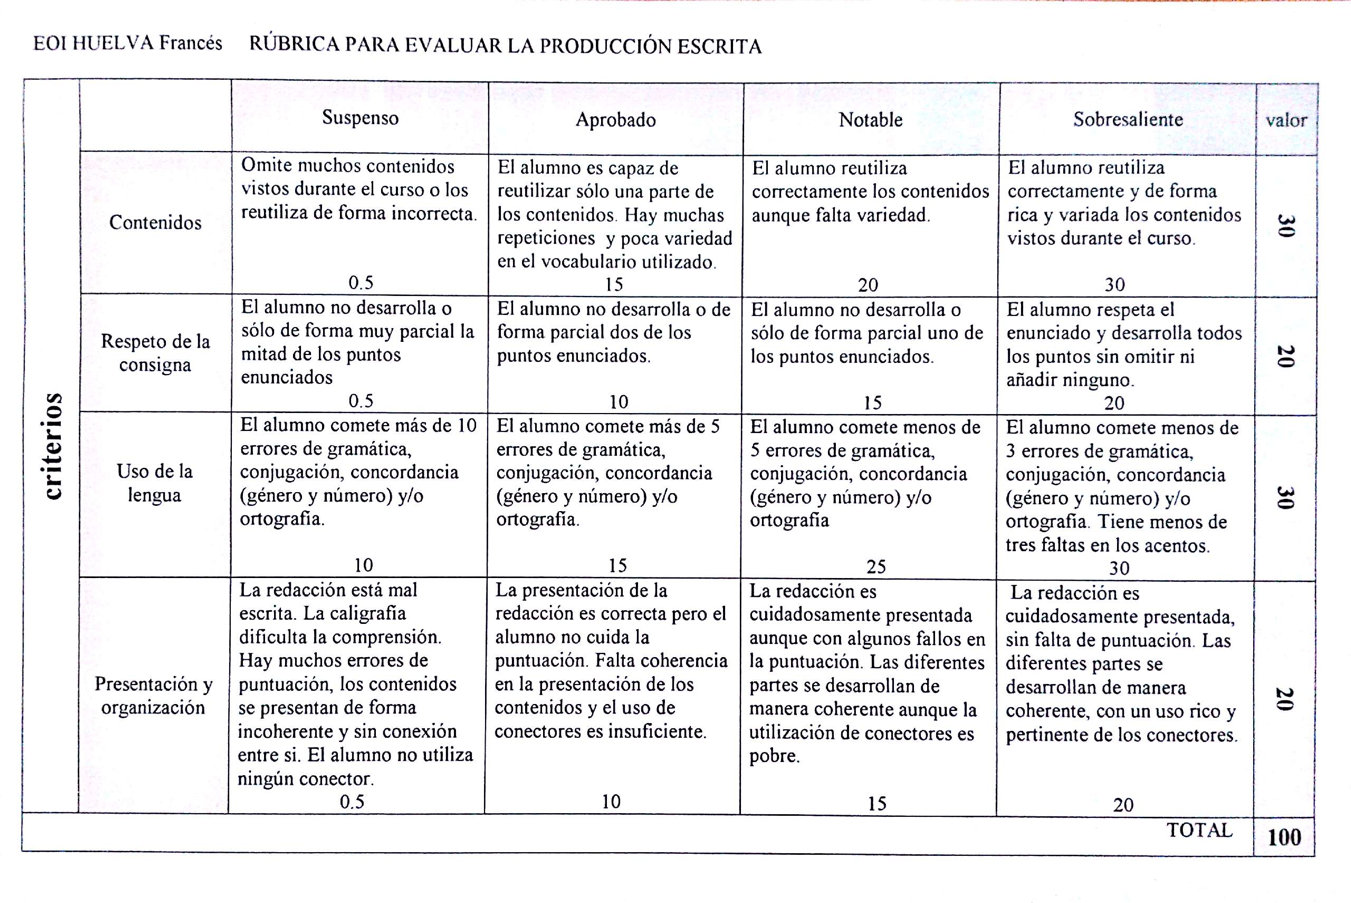 EOI HUELVA Francés RÚBRICA PARA EVALUAR LA PRODUCCIÓN ESCRITA
Suspenso
Aprobado
Notable
Sobresaliente
valor
criterios
Contenidos
Omite muchos contenidos
vistos durante el curso o los
reutiliza de forma incorrecta.
0.5
El alumno es capaz de
reutilizar sólo una parte de
los contenidos. Hay muchas
repeticiones y poca variedad
en el vocabulario utilizado.
15
El alumno reutiliza
correctamente los contenidos
aunque falta variedad.
20
El alumno reutiliza
correctamente y de forma
rica y variada los contenidos
vistos durante el curso.
30
30
Respeto de la
consigna
El alumno no desarrolla o
sólo de forma muy parcial la
mitad de los puntos
enunciados
0.5
El alumno no desarrolla o de
forma parcial dos de los
puntos enunciados.
10
El alumno no desarrolla o
sólo de forma parcial uno de
los puntos enunciados.
15
El alumno respeta el
enunciado y desarrolla todos
los puntos sin omitir ni
añadir ninguno.
20
20
Uso de la
lengua
El alumno comete más de 10
errores de gramática,
conjugación, concordancia
(género y número) y/o
ortografía.
10
El alumno comete más de 5
errores de gramática,
conjugación, concordancia
(género y número) y/o
ortografía.
15
El alumno comete menos de
5 errores de gramática,
conjugación, concordancia
(género y número) y/o
ortografía
25
El alumno comete menos de
3 errores de gramática,
conjugación, concordancia
(género y número) y/o
ortografía. Tiene menos de
tres faltas en los acentos.
30
30
Presentación y
organización
La redacción está mal
escrita. La caligrafía
dificulta la comprensión.
Hay muchos errores de
puntuación, los contenidos
se presentan de forma
incoherente y sin conexión
entre si. El alumno no utiliza
ningún conector.
0.5
La presentación de la
redacción es correcta pero el
alumno no cuida la
puntuación. Falta coherencia
en la presentación de los
contenidos y el uso de
conectores es insuficiente.
10
La redacción es
cuidadosamente presentada
aunque con algunos fallos en
la puntuación. Las diferentes
partes se desarrollan de
manera coherente aunque la
utilización de conectores es
pobre.
15
La redacción es
cuidadosamente presentada,
sin falta de puntuación. Las
diferentes partes se
desarrollan de manera
coherente, con un uso rico y
pertinente de los conectores.
20
20
TOTAL
100